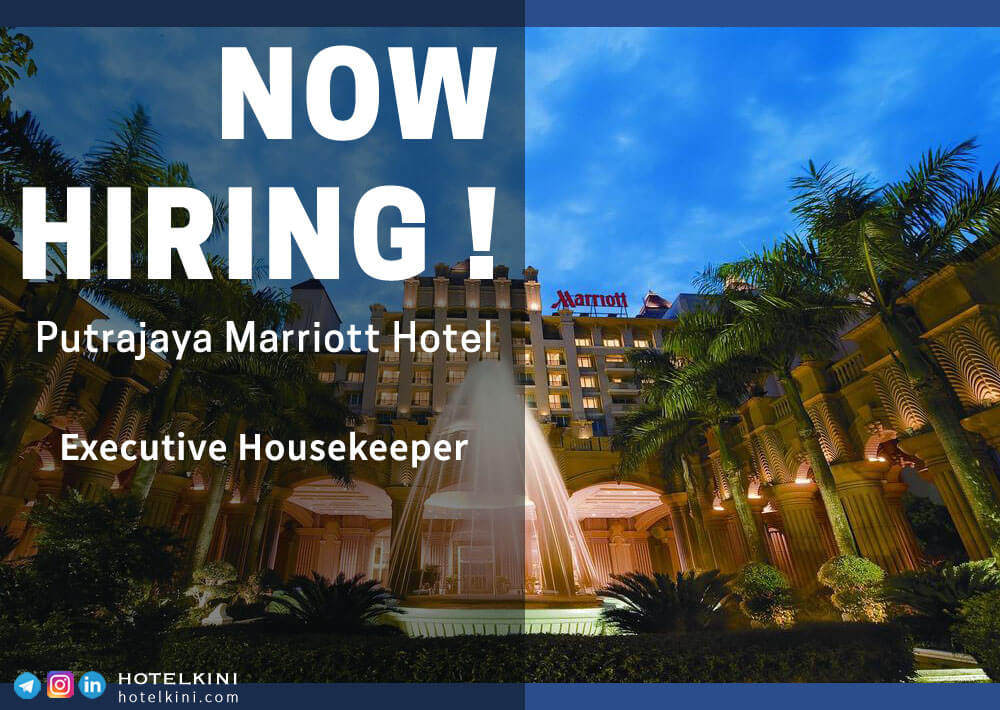 NOW
HIRING !
Putrajaya Marriott Hotel
Marriott
Executive Housekeeper
HOTELKINI
hotelkini.com